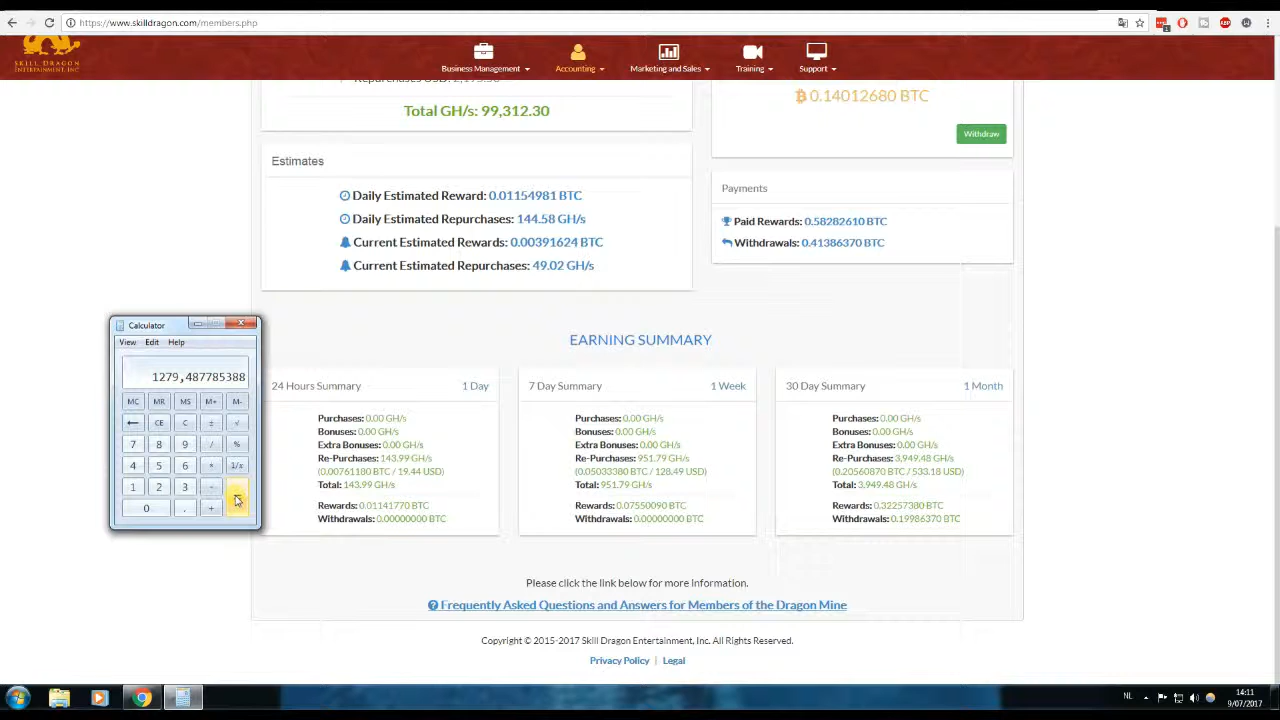 https://www.skilldragon.com/members.php
SKILL DRAGON
ENTERTAINMENT, INC
Business Management
Accounting
Marketing and Sales
Training
Support
Total GH/s: 99,312.30
0.14012680 BTC
Withdraw
Estimates
Daily Estimated Reward: 0.01154981 BTC
Daily Estimated Repurchases: 144.58 GH/s
Current Estimated Rewards: 0.00391624 BTC
Current Estimated Repurchases: 49.02 GH/s
Payments
Paid Rewards: 0.58282610 BTC
Withdrawals: 0.41386370 BTC
Calculator
View Edit Help
1279,487785388
MC MR MS M+ M-
← CE C ± √
7 8 9 / %
4 5 6 * 1/x
1 2 3 -
0 . +
EARNING SUMMARY
24 Hours Summary 1 Day
Purchases: 0.00 GH/s
Bonuses: 0.00 GH/s
Extra Bonuses: 0.00 GH/s
Re-Purchases: 143.99 GH/s
(0.00761180 BTC / 19.44 USD)
Total: 143.99 GH/s
Rewards: 0.01141770 BTC
Withdrawals: 0.00000000 BTC
7 Day Summary 1 Week
Purchases: 0.00 GH/s
Bonuses: 0.00 GH/s
Extra Bonuses: 0.00 GH/s
Re-Purchases: 951.79 GH/s
(0.05033380 BTC / 128.49 USD)
Total: 951.79 GH/s
Rewards: 0.07550090 BTC
Withdrawals: 0.00000000 BTC
30 Day Summary 1 Month
Purchases: 0.00 GH/s
Bonuses: 0.00 GH/s
Extra Bonuses: 0.00 GH/s
Re-Purchases: 3,949.48 GH/s
(0.20560870 BTC / 533.18 USD)
Total: 3,949.48 GH/s
Rewards: 0.32257380 BTC
Withdrawals: 0.19986370 BTC
Please click the link below for more information.
Frequently Asked Questions and Answers for Members of the Dragon Mine
Copyright © 2015-2017 Skill Dragon Entertainment, Inc. All Rights Reserved.
Privacy Policy | Legal
NL
14:11
9/07/2017